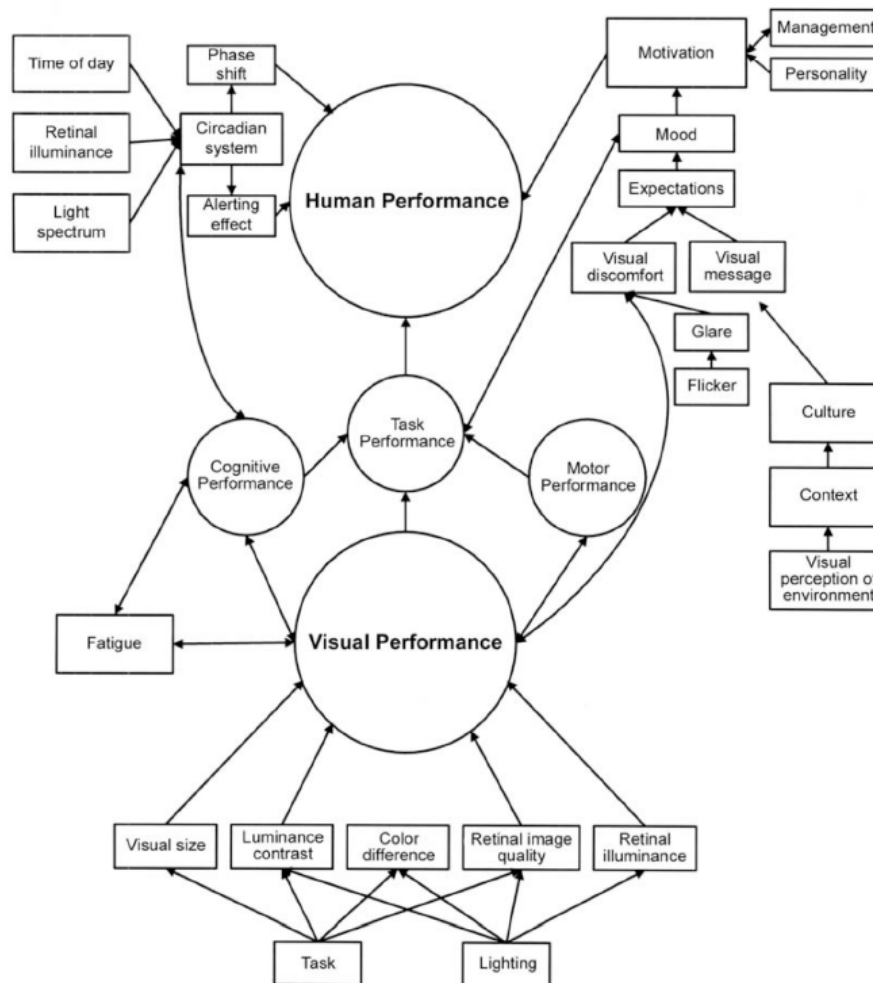 Time of day
Phase
shift
Motivation
Management
Personality
Retinal
illuminance
Circadian
system
Mood
Human Performance
Expectations
Light
spectrum
Alerting
effect
Visual
discomfort
Visual
message
Glare
Flicker
Culture
Task
Performance
Cognitive
Performance
Motor
Performance
Context
Visual
perception of
environment
Fatigue
Visual Performance
Visual size
Luminance
contrast
Color
difference
Retinal image
quality
Retinal
illuminance
Task
Lighting